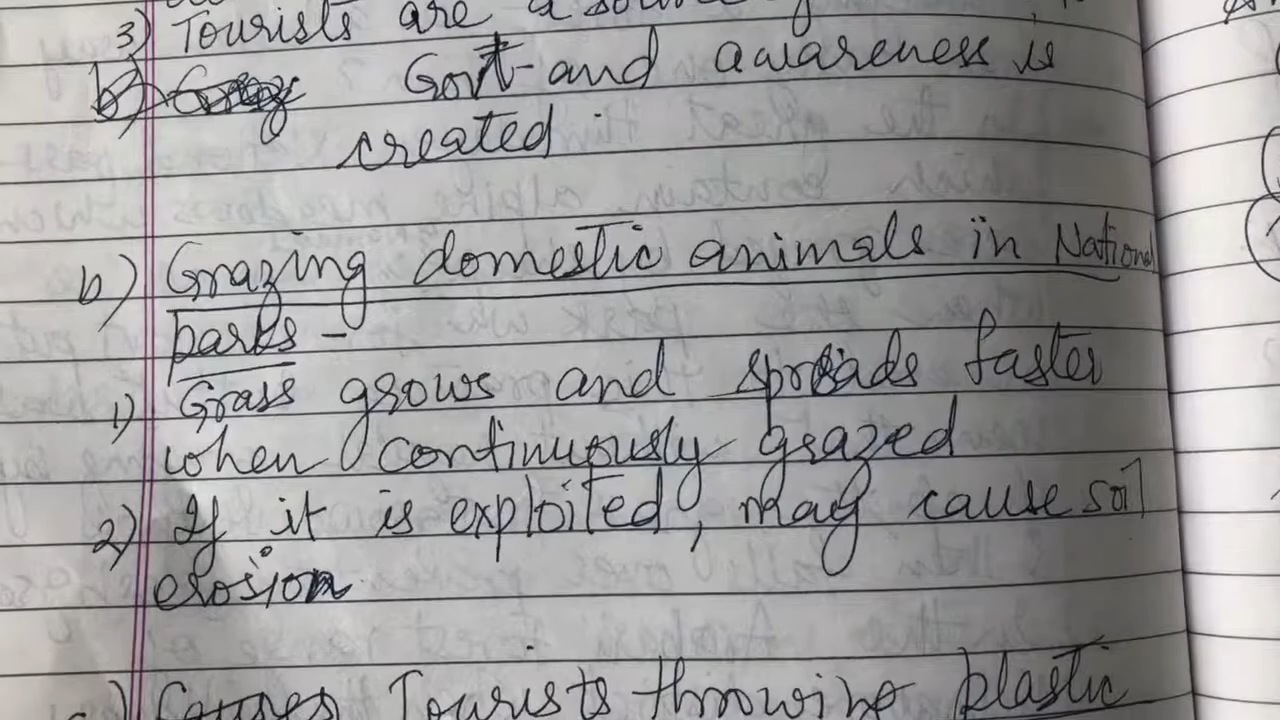 3) Tourists are a
b) Govt and awareness is
created
b) Grazing domestic animals in National
parks -
1) Grass grows and spreads faster
when continuously grazed
2) If it is exploited, may cause soil
erosion
c) Causes Tourists throwing plastic